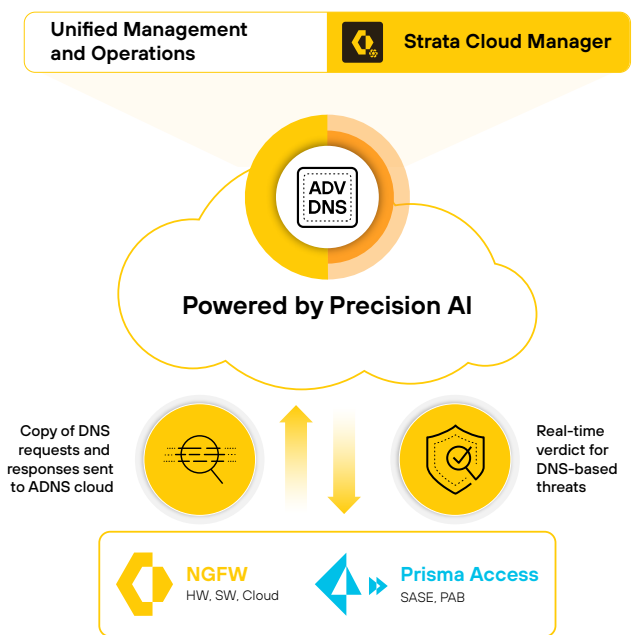 Unified Management
and Operations
Strata Cloud Manager
ADV
DNS
Powered by Precision AI
Copy of DNS
requests and
responses sent
to ADNS cloud
Real-time
verdict for
DNS-based
threats
NGFW
HW, SW, Cloud
Prisma Access
SASE, PAB